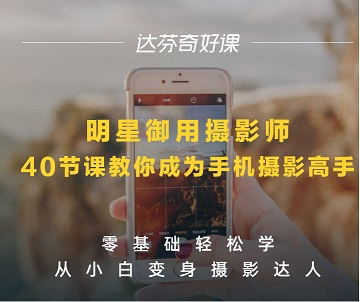 达芬奇好课
明星御用摄影师
40节课教你成为手机摄影高手
零基础轻松学
从小白变身摄影达人